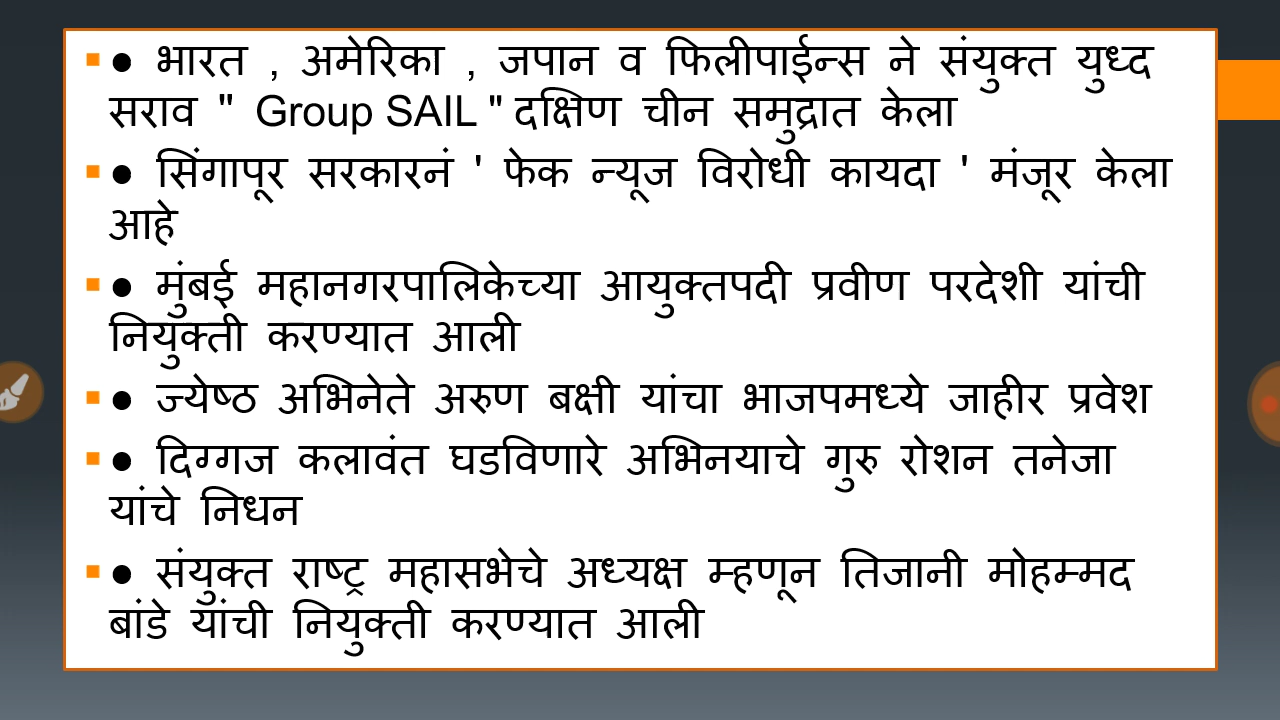 ● भारत , अमेरिका , जपान व फिलीपाईन्स ने संयुक्त युध्द
सराव " Group SAIL " दक्षिण चीन समुद्रात केला
● सिंगापूर सरकारनं ' फेक न्यूज विरोधी कायदा ' मंजूर केला
आहे
● मुंबई महानगरपालिकेच्या आयुक्तपदी प्रवीण परदेशी यांची
नियुक्ती करण्यात आली
● ज्येष्ठ अभिनेते अरुण बक्षी यांचा भाजपमध्ये जाहीर प्रवेश
● दिग्गज कलावंत घडविणारे अभिनयाचे गुरु रोशन तनेजा
यांचे निधन
● संयुक्त राष्ट्र महासभेचे अध्यक्ष म्हणून तिजानी मोहम्मद
बांडे यांची नियुक्ती करण्यात आली